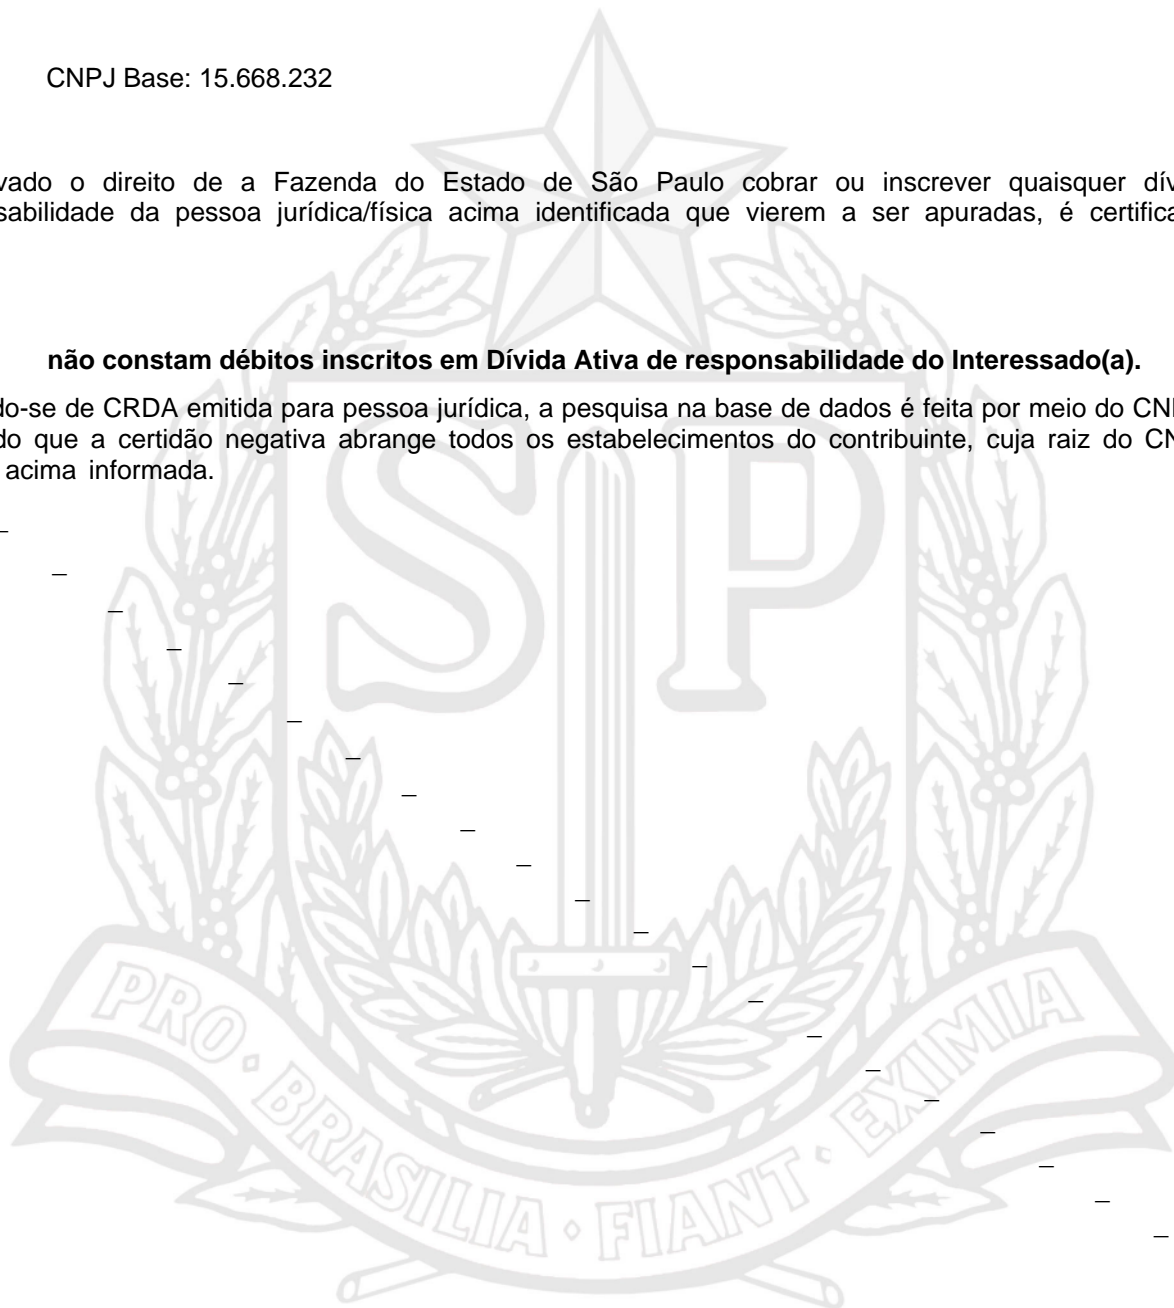 CNPJ Base: 15.668.232
vado o direito de a Fazenda do Estado de São Paulo cobrar ou inscrever quaisquer dív
sabilidade da pessoa jurídica/física acima identificada que vierem a ser apuradas, é certifica
não constam débitos inscritos em Dívida Ativa de responsabilidade do Interessado(a).
do-se de CRDA emitida para pessoa jurídica, a pesquisa na base de dados é feita por meio do CN
do que a certidão negativa abrange todos os estabelecimentos do contribuinte, cuja raiz do CN
acima informada.
SP
PRO • BRASILIA • FIANT • EXIMIA